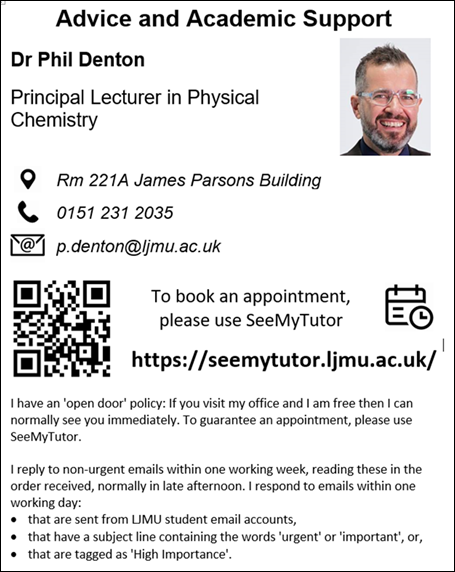 Advice and Academic Support
Dr Phil Denton
Principal Lecturer in Physical
Chemistry
Rm 221A James Parsons Building
0151 231 2035
p.denton@ljmu.ac.uk
To book an appointment,
please use SeeMyTutor
https://seemytutor.ljmu.ac.uk/
I have an 'open door' policy: If you visit my office and I am free then I can
normally see you immediately. To guarantee an appointment, please use
SeeMyTutor.
I reply to non-urgent emails within one working week, reading these in the
order received, normally in late afternoon. I respond to emails within one
working day:
• that are sent from LJMU student email accounts,
• that have a subject line containing the words 'urgent' or 'important', or,
• that are tagged as 'High Importance'.